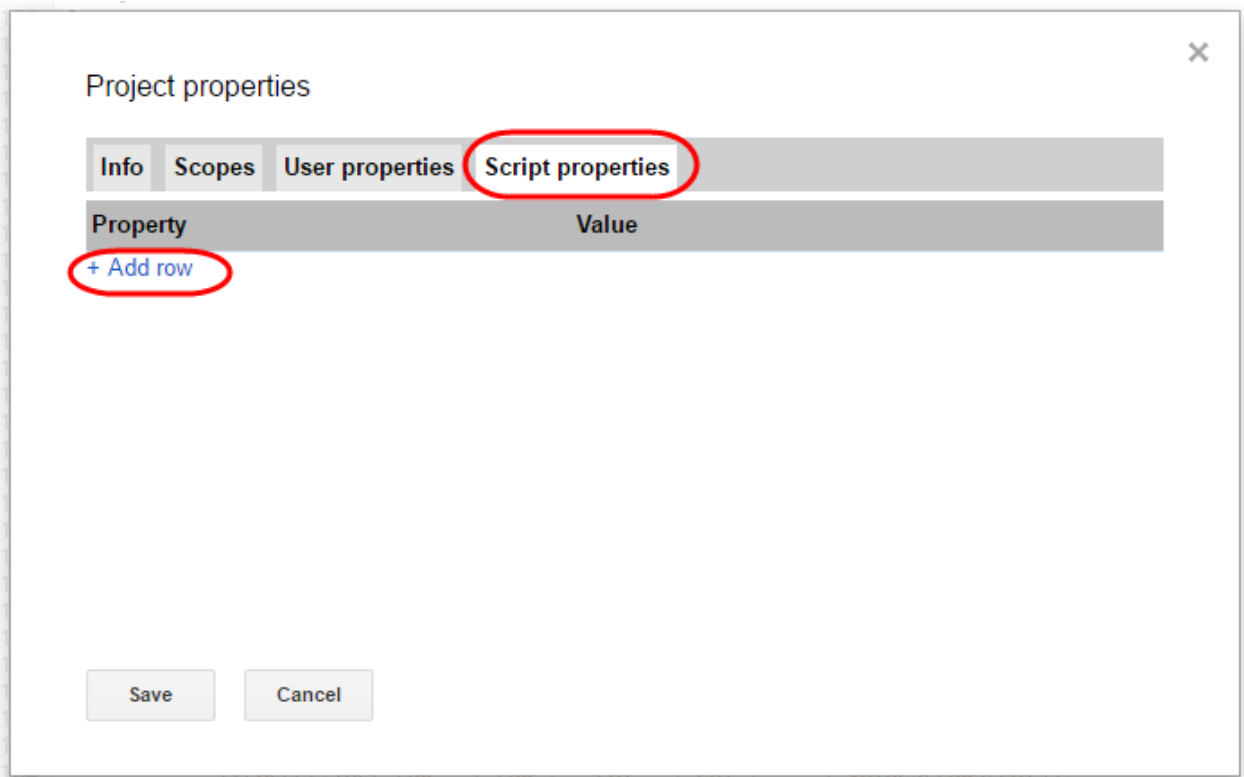 Project properties
Info Scopes User properties Script properties
Property Value
+ Add row
Save Cancel